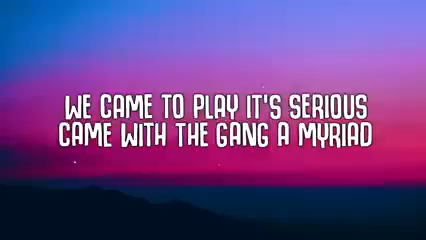 WE CAME TO PLAY IT'S SERIOUS
CAME WITH THE GANG A MYRIAD